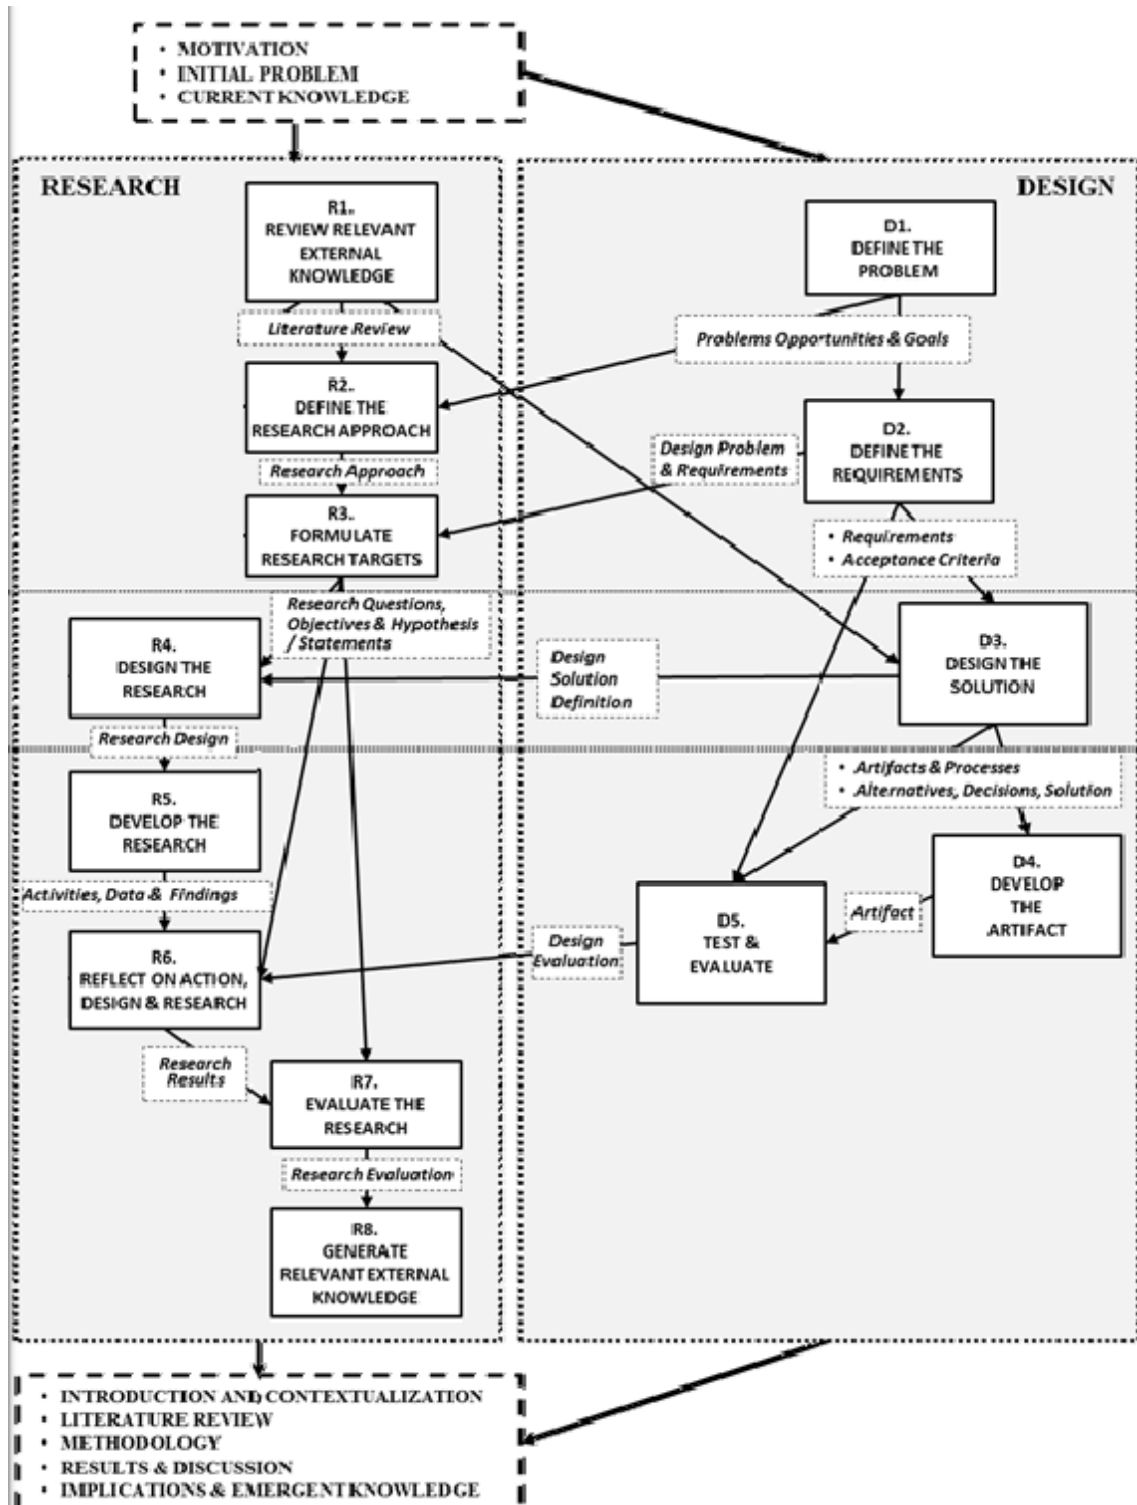 • MOTIVATION
• INITIAL PROBLEM
• CURRENT KNOWLEDGE
RESEARCH
DESIGN
R1.
REVIEW RELEVANT
EXTERNAL
KNOWLEDGE
D1.
DEFINE THE
PROBLEM
Literature Review
Problems Opportunities & Goals
R2.
DEFINE THE
RESEARCH APPROACH
D2.
DEFINE THE
REQUIREMENTS
Design Problem
& Requirements
Research Approach
R3.
FORMULATE
RESEARCH TARGETS
• Requirements
• Acceptance Criteria
Research Questions,
Objectives & Hypothesis
/ Statements
R4.
DESIGN THE
RESEARCH
Design
Solution
Definition
D3.
DESIGN THE
SOLUTION
Research Design
• Artifacts & Processes
• Alternatives, Decisions, Solution
R5.
DEVELOP THE
RESEARCH
D4.
DEVELOP
THE
ARTIFACT
Activities, Data & Findings
Artifact
D5.
TEST &
EVALUATE
R6.
REFLECT ON ACTION,
DESIGN & RESEARCH
Design
Evaluation
Research
Results
R7.
EVALUATE THE
RESEARCH
Research Evaluation
R8.
GENERATE
RELEVANT EXTERNAL
KNOWLEDGE
• INTRODUCTION AND CONTEXTUALIZATION
• LITERATURE REVIEW
• METHODOLOGY
• RESULTS & DISCUSSION
• IMPLICATIONS & EMERGENT KNOWLEDGE